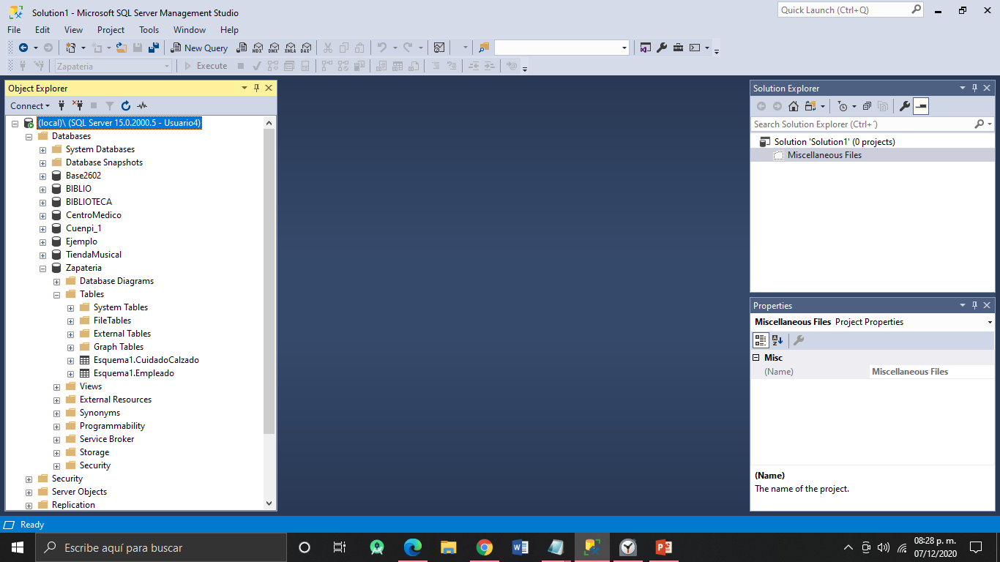 Solution1 - Microsoft SQL Server Management Studio
Quick Launch (Ctrl+Q)
File Edit View Project Tools Window Help
New Query MDX DMX XMLA DAX
Zapateria Execute
Object Explorer
Connect
(local)\ (SQL Server 15.0.2000.5 - Usuario4)
Databases
System Databases
Database Snapshots
Base2602
BIBLIO
BIBLIOTECA
CentroMedico
Cuenpi_1
Ejemplo
TiendaMusical
Zapateria
Database Diagrams
Tables
System Tables
FileTables
External Tables
Graph Tables
Esquema1.CuidadoCalzado
Esquema1.Empleado
Views
External Resources
Synonyms
Programmability
Service Broker
Storage
Security
Security
Server Objects
Replication
Solution Explorer
Search Solution Explorer (Ctrl+´)
Solution 'Solution1' (0 projects)
Miscellaneous Files
Properties
Miscellaneous Files Project Properties
Misc
(Name) Miscellaneous Files
(Name)
The name of the project.
Ready
Escribe aquí para buscar
08:28 p. m.
07/12/2020